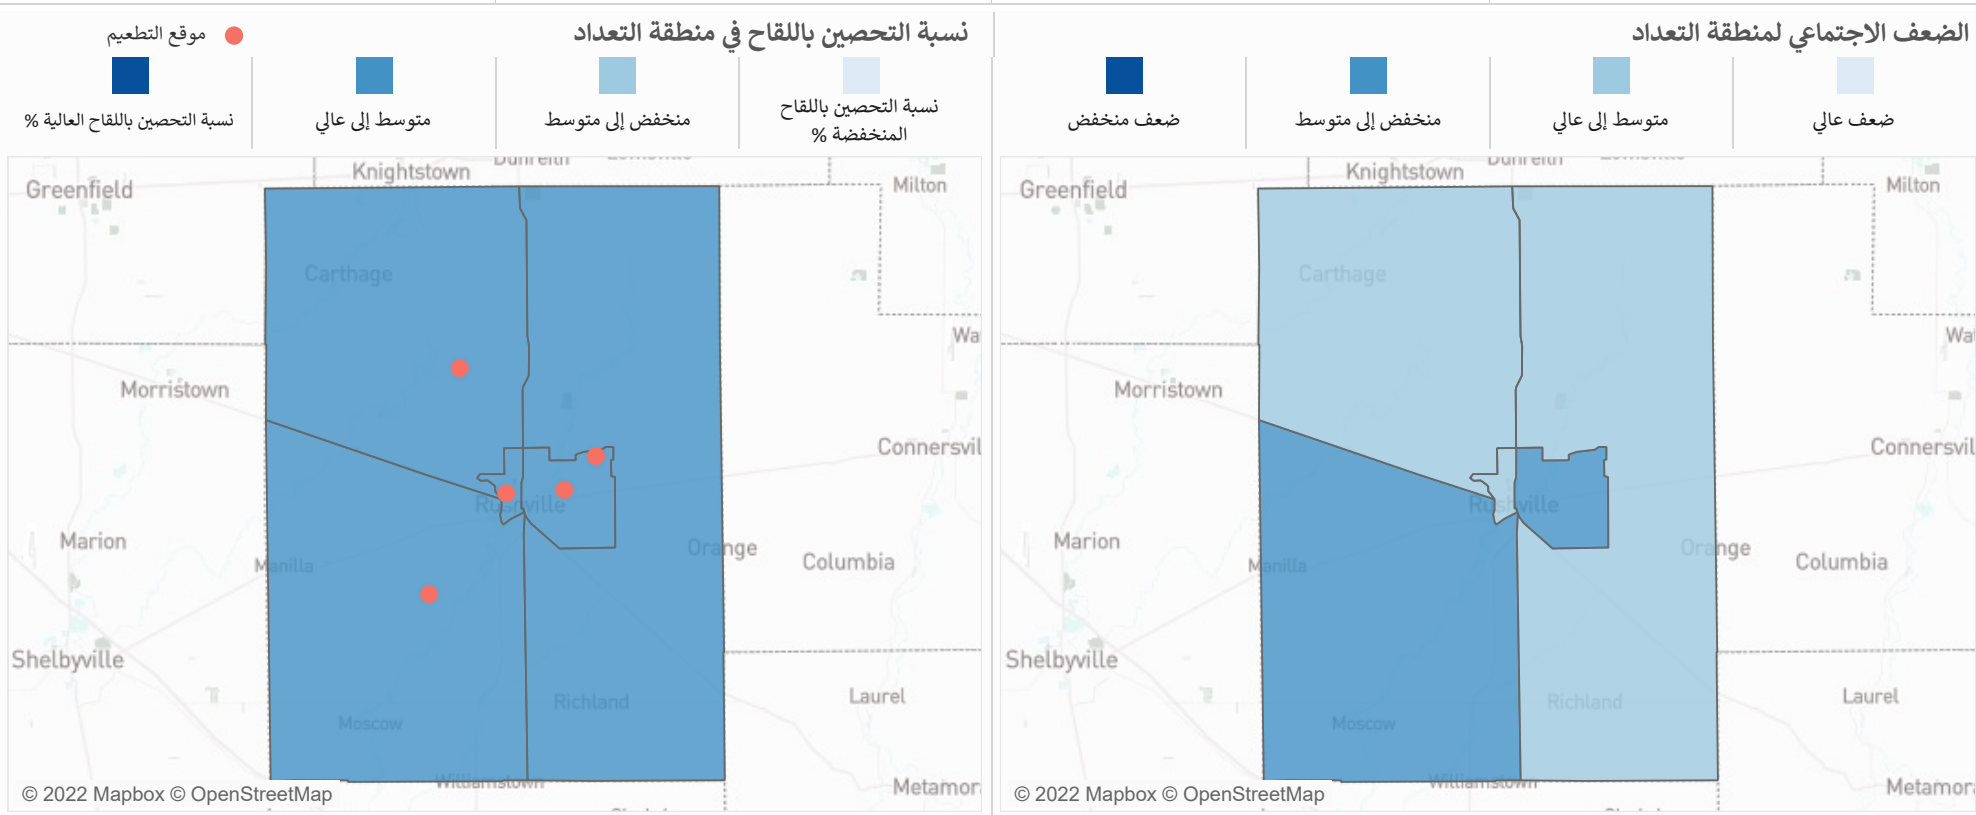 الضعف الاجتماعي لمنطقة التعداد
ضعف عالي
متوسط إلى عالي
منخفض إلى متوسط
ضعف منخفض
Knightstown
Dunreith
Greenfield
Milton
Carthage
Morristown
Connersvil
Rushville
Marion
Manilla
Orange
Columbia
Shelbyville
Laurel
Richland
Moscow
Williamstown
Metamor
© 2022 Mapbox © OpenStreetMap
نسبة التحصين باللقاح في منطقة التعداد
موقع التطعيم
نسبة التحصين باللقاح
المنخفضة %
منخفض إلى متوسط
متوسط إلى عالي
نسبة التحصين باللقاح العالية %
Knightstown
Dunreith
Greenfield
Milton
Carthage
Wa
Morristown
Connersvil
Rushville
Marion
Manilla
Orange
Columbia
Shelbyville
Laurel
Richland
Moscow
Williamstown
Metamor
© 2022 Mapbox © OpenStreetMap